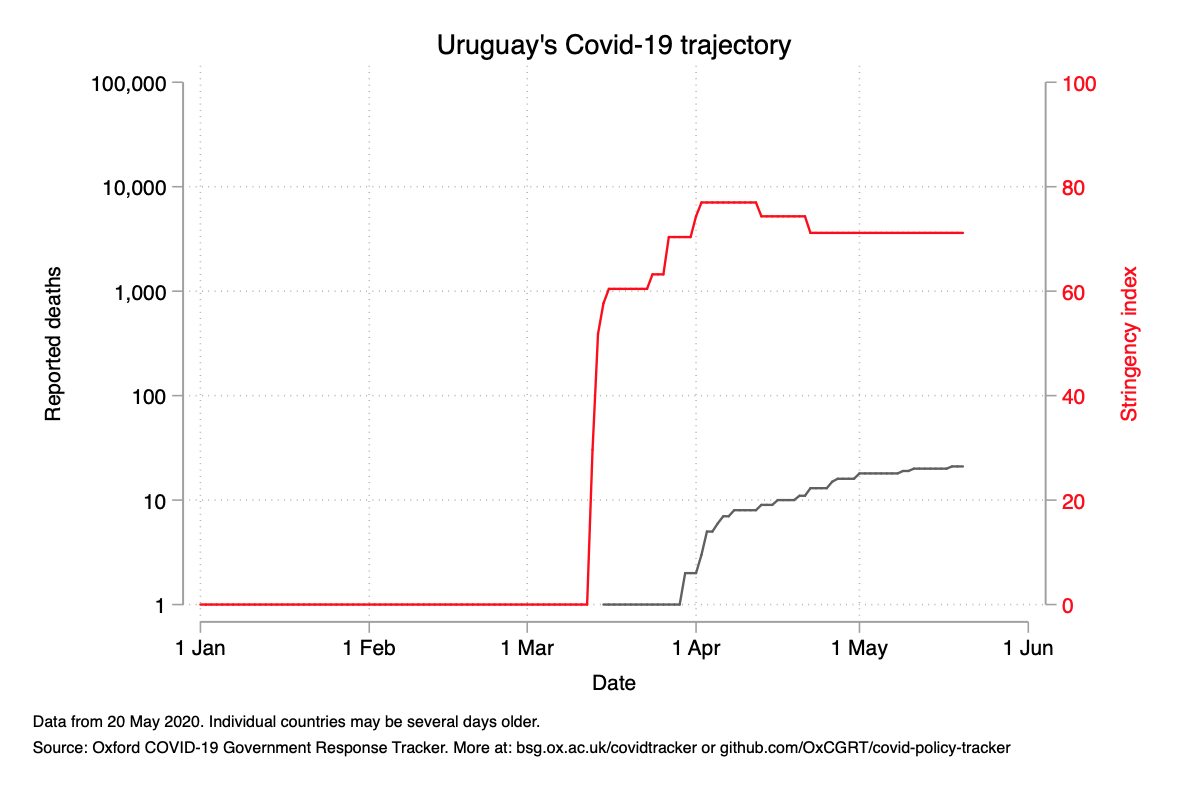 Uruguay's Covid-19 trajectory
100,000
10,000
1,000
100
10
1
Reported deaths
100
80
60
40
20
0
Stringency index
1 Jan
1 Feb
1 Mar
1 Apr
1 May
1 Jun
Date
Data from 20 May 2020. Individual countries may be several days older.
Source: Oxford COVID-19 Government Response Tracker. More at: bsg.ox.ac.uk/covidtracker or github.com/OxCGRT/covid-policy-tracker